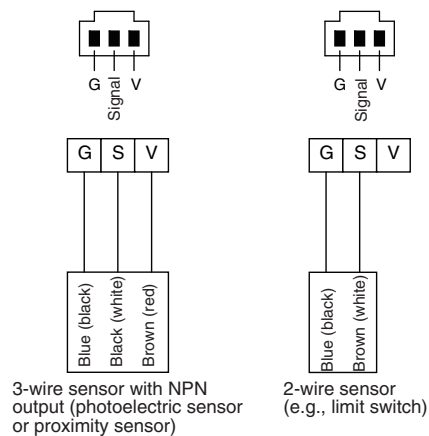 G Signal V
G Signal V
G S V
G S V
Blue (black)
Black (white)
Brown (red)
Blue (black)
Brown (white)
3-wire sensor with NPN
output (photoelectric sensor
or proximity sensor)
2-wire sensor
(e.g., limit switch)